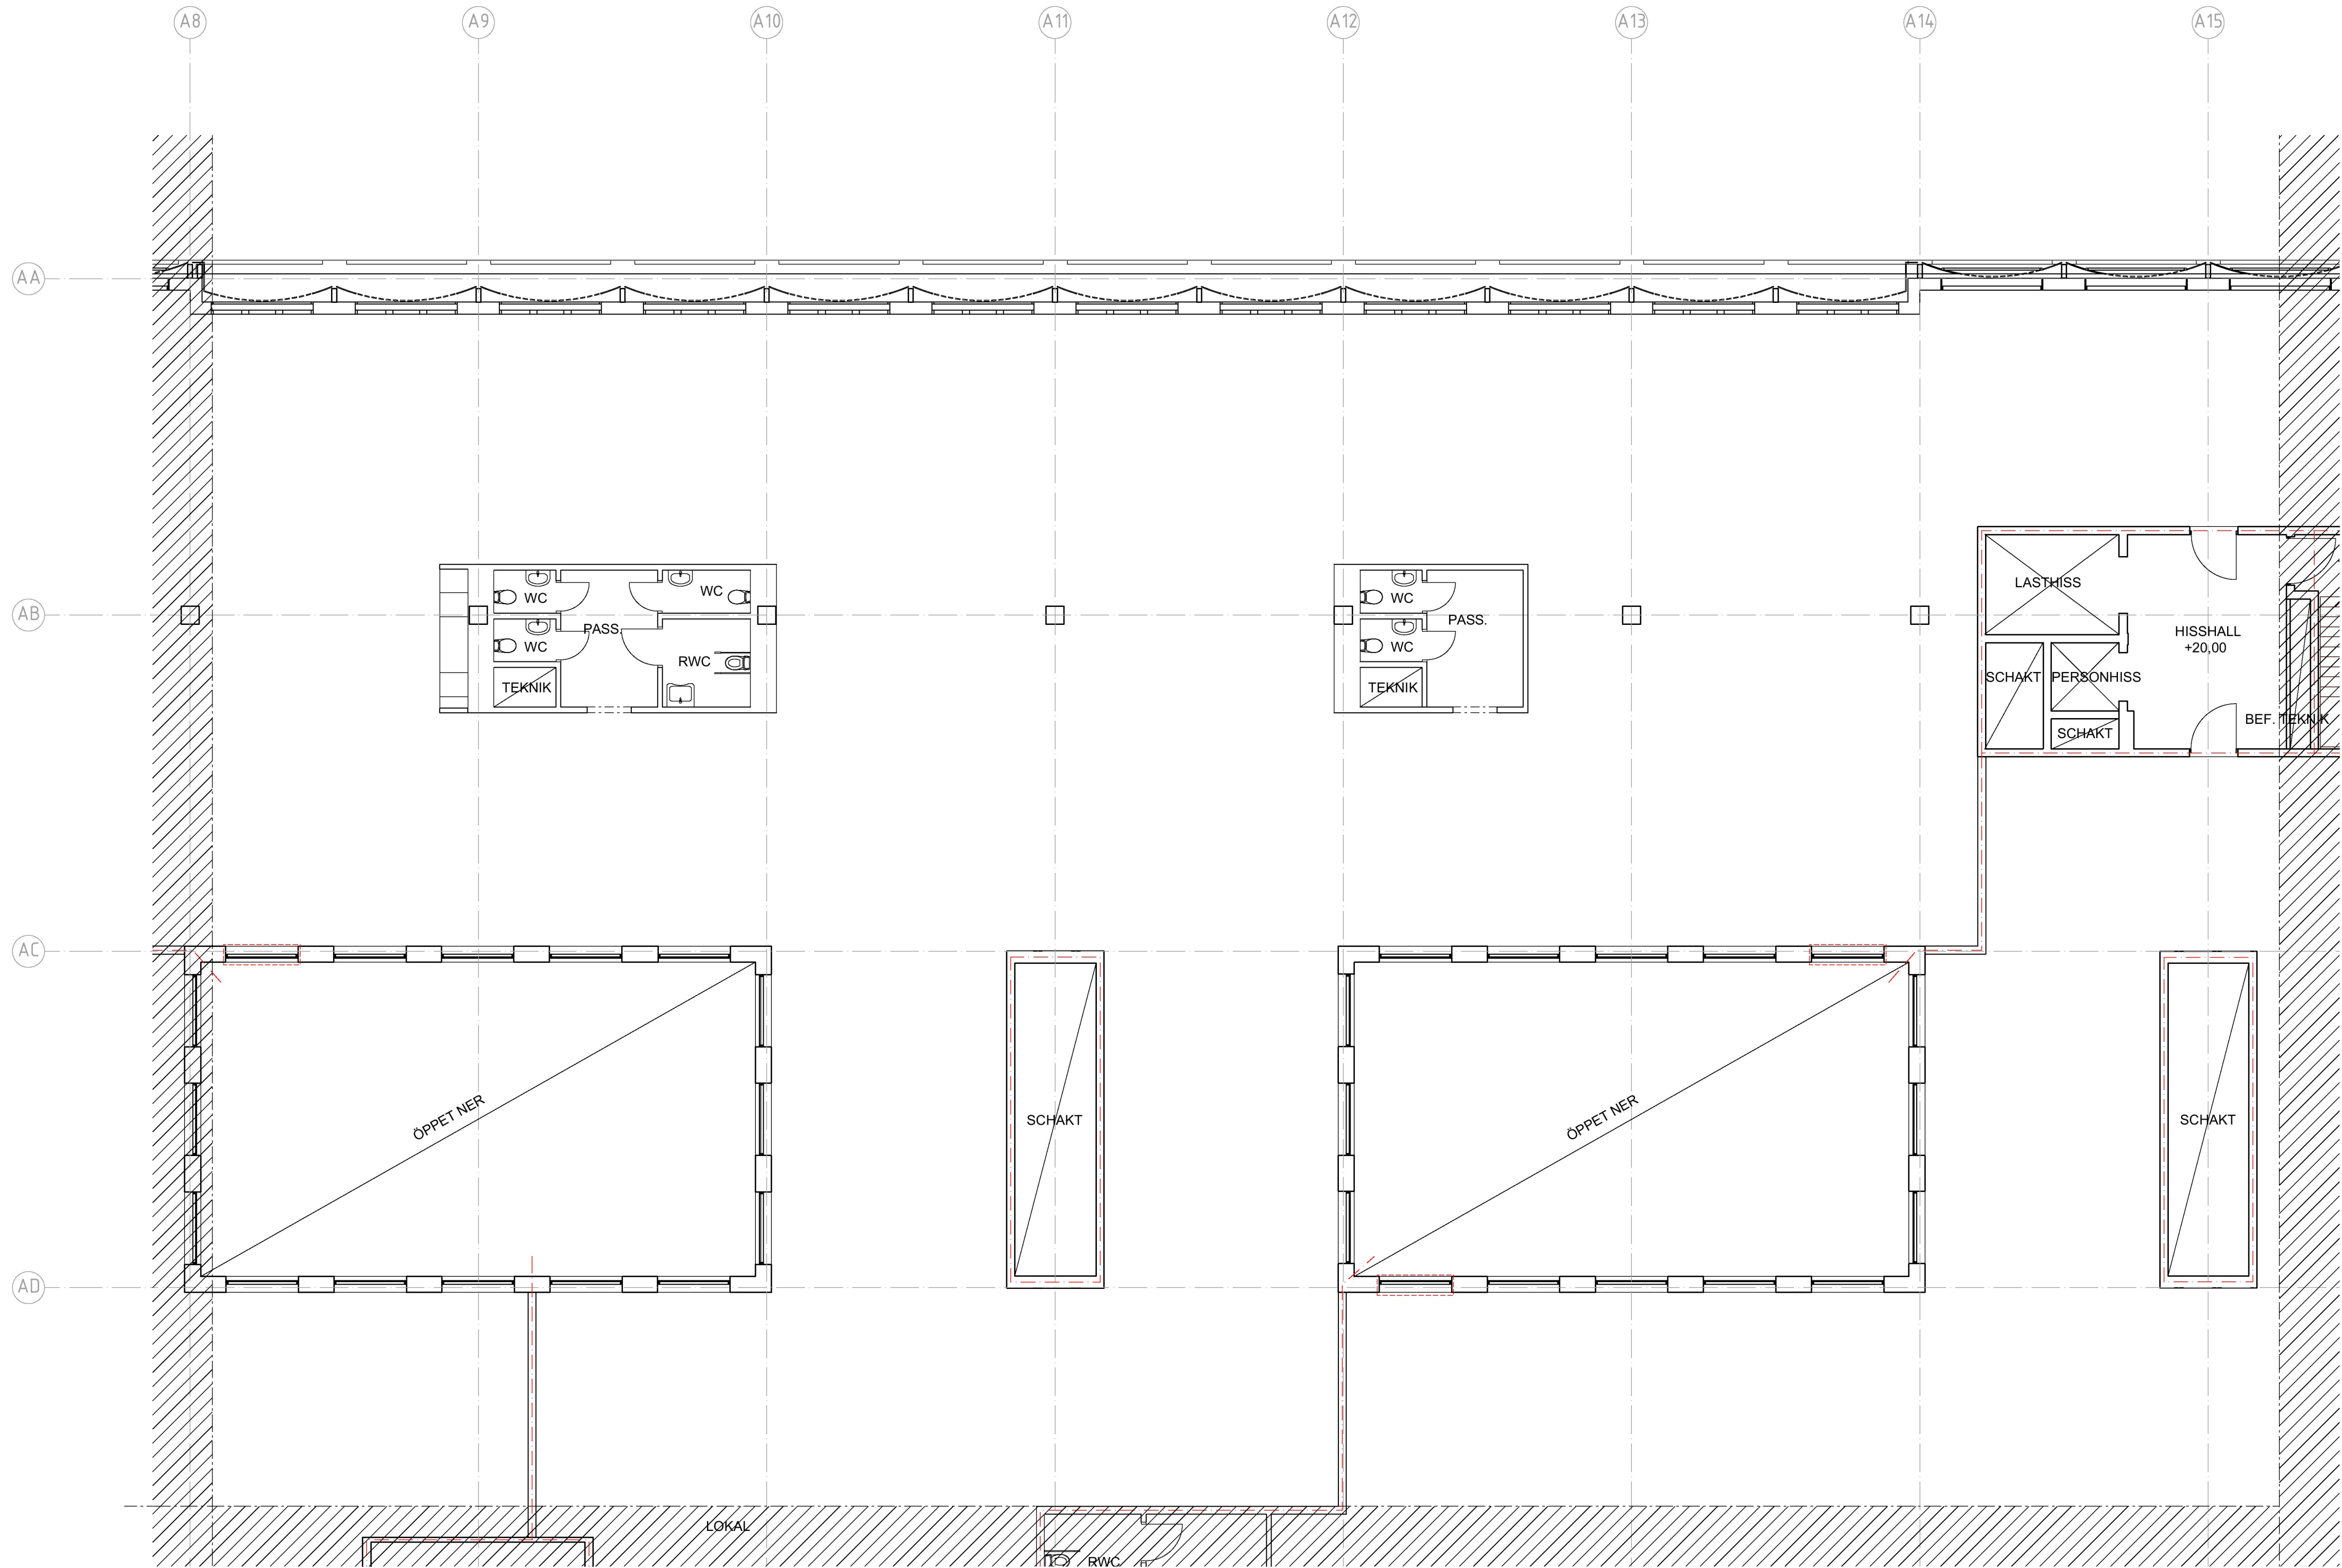 A8
A9
A10
A11
A12
A13
A14
A15
AA
LASTHISS
WC
WC
WC
AB
PASS.
PASS.
HISSHALL
+20,00
WC
WC
RWC
SCHAKT
PERSONHISS
TEKNIK
TEKNIK
BEF. TEKNIK
SCHAKT
AC
ÖPPET NER
ÖPPET NER
SCHAKT
SCHAKT
AD
LOKAL
RWC